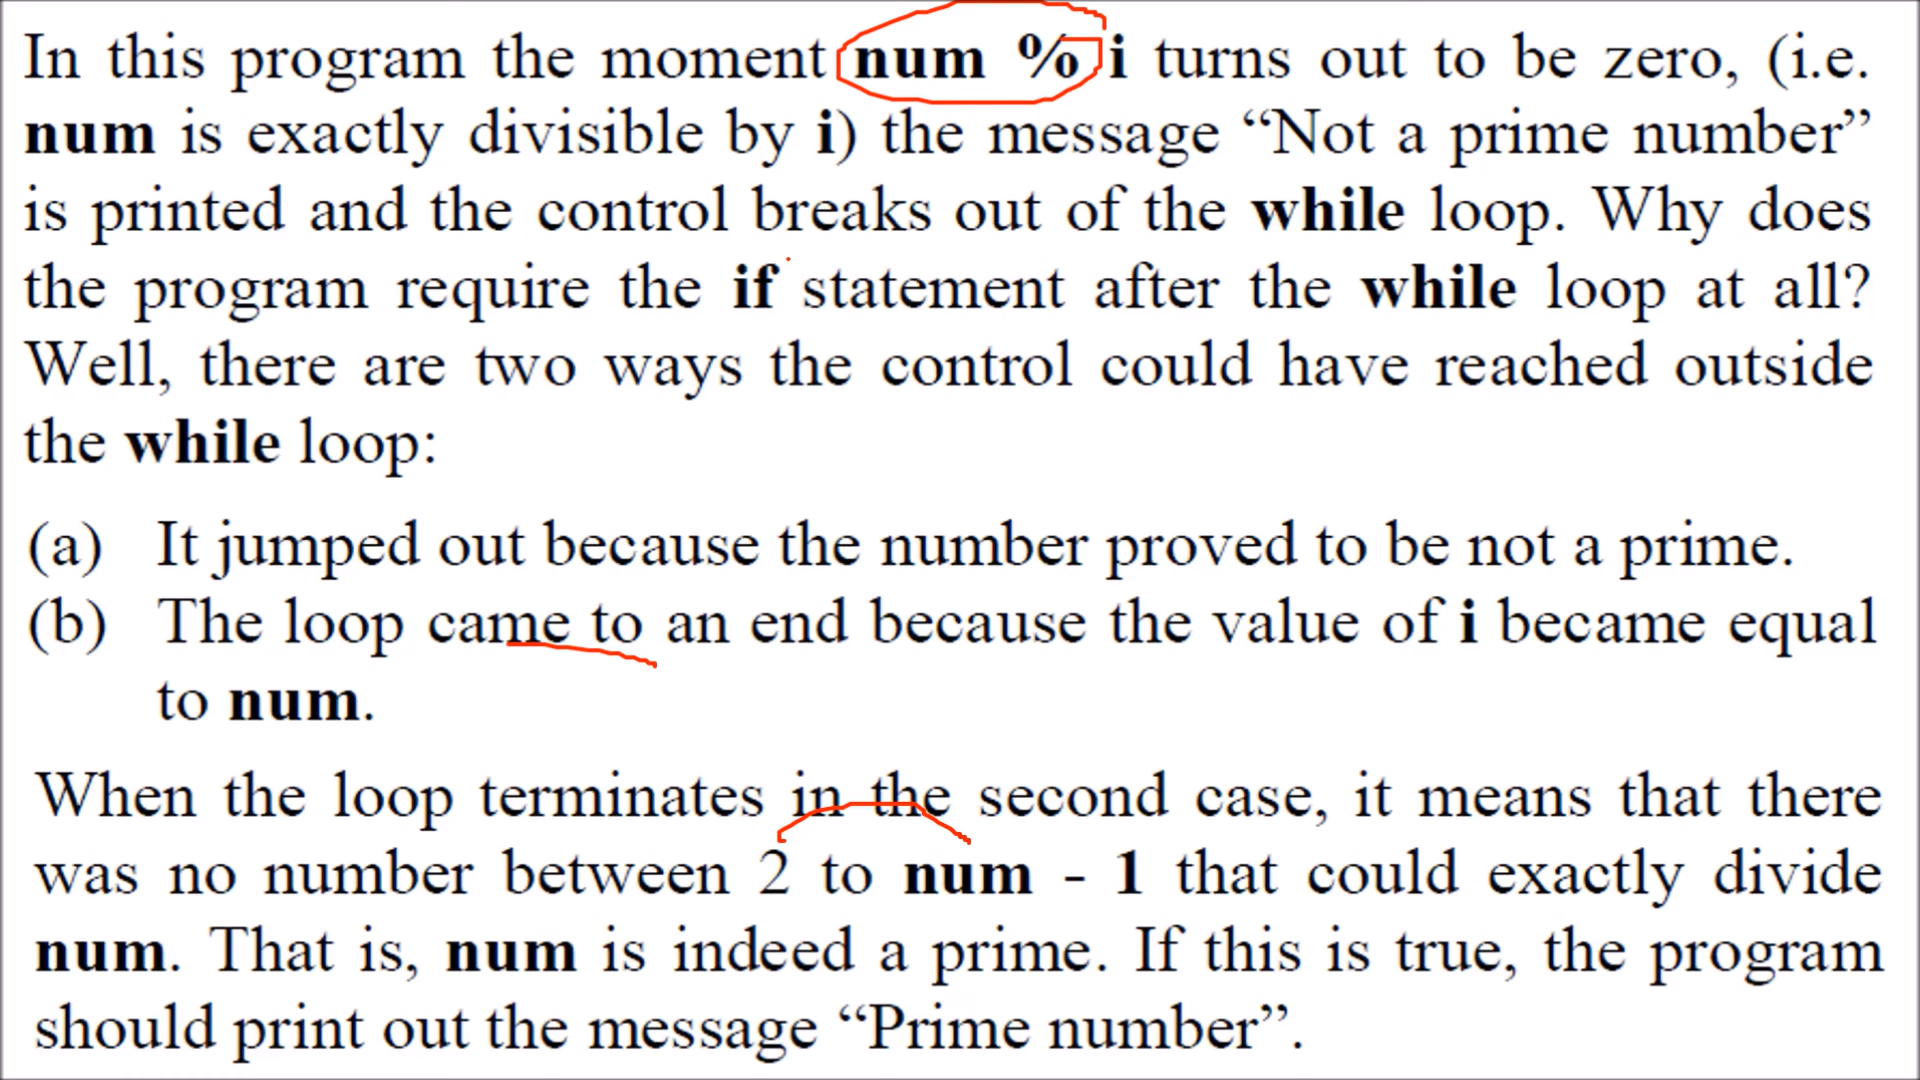 In this program the moment num % i turns out to be zero, (i.e.
num is exactly divisible by i) the message “Not a prime number”
is printed and the control breaks out of the while loop. Why does
the program require the if statement after the while loop at all?
Well, there are two ways the control could have reached outside
the while loop:
(a) It jumped out because the number proved to be not a prime.
(b) The loop came to an end because the value of i became equal
to num.
When the loop terminates in the second case, it means that there
was no number between 2 to num - 1 that could exactly divide
num. That is, num is indeed a prime. If this is true, the program
should print out the message “Prime number”.